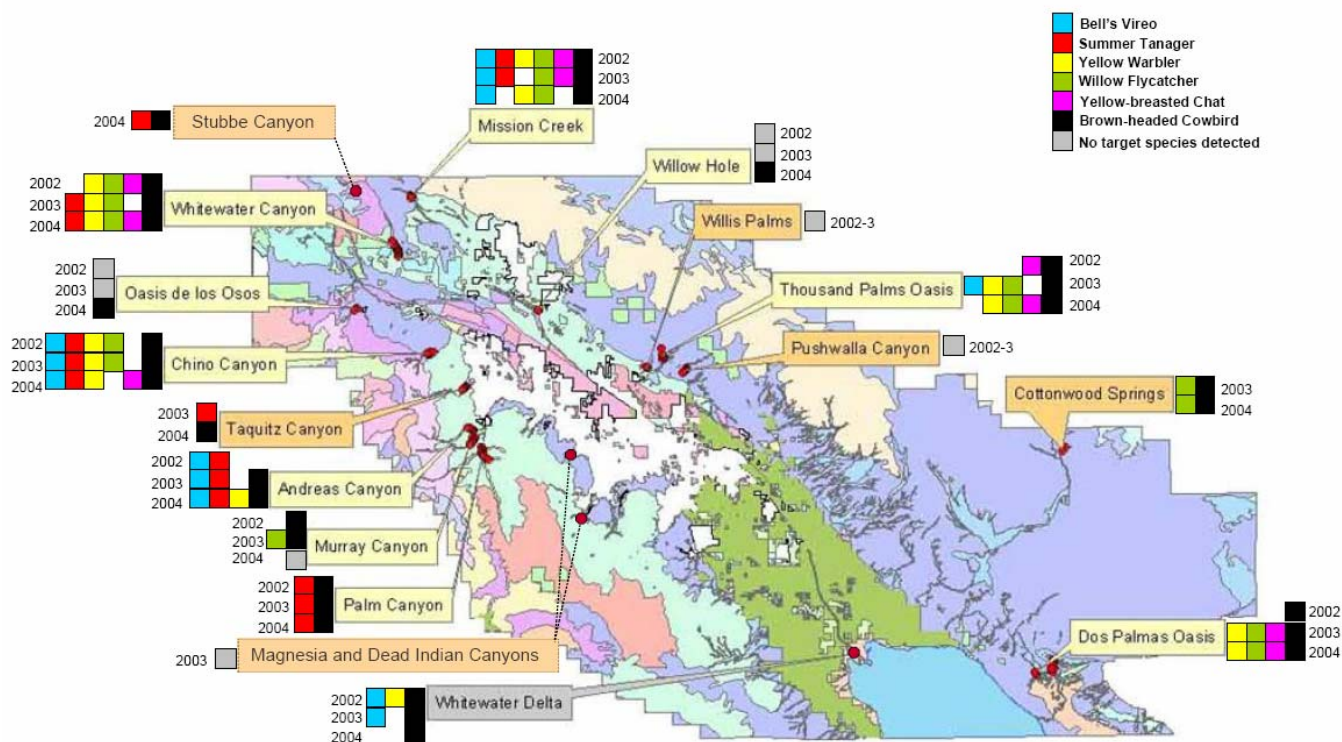 Bell's Vireo
Summer Tanager
Yellow Warbler
Willow Flycatcher
Yellow-breasted Chat
Brown-headed Cowbird
No target species detected
2002
2003
2004
Mission Creek
2004
Stubbe Canyon
2002
2003
2004
Willow Hole
2002
2003
2004
Whitewater Canyon
Willis Palms
2002-3
2002
2003
2004
Oasis de los Osos
2002
2003
2004
Thousand Palms Oasis
2002
2003
2004
Chino Canyon
Pushwalla Canyon
2002-3
Cottonwood Springs
2003
2004
2003
2004
Taquitz Canyon
2002
2003
2004
Andreas Canyon
2002
2003
2004
Murray Canyon
2002
2003
2004
Palm Canyon
2002
2003
2004
Dos Palmas Oasis
2003
Magnesia and Dead Indian Canyons
2002
2003
2004
Whitewater Delta